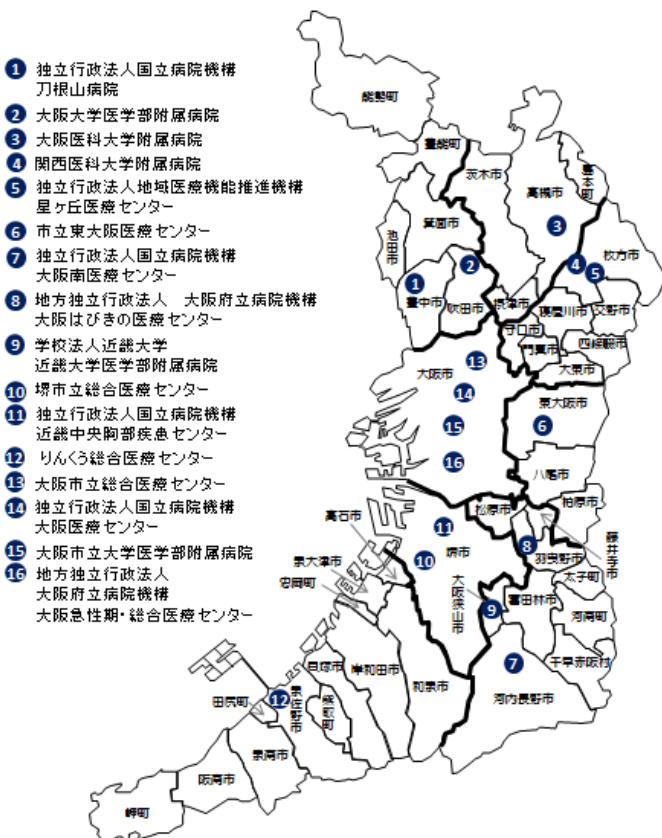 1 独立行政法人国立病院機構
刀根山病院
2 大阪大学医学部附属病院
3 大阪医科大学附属病院
4 関西医科大学附属病院
5 独立行政法人地域医療機能推進機構
星ヶ丘医療センター
6 市立東大阪医療センター
7 独立行政法人国立病院機構
大阪南医療センター
8 地方独立行政法人 大阪府立病院機構
大阪はびきの医療センター
9 学校法人近畿大学
近畿大学医学部附属病院
10 堺市立総合医療センター
11 独立行政法人国立病院機構
近畿中央胸部疾患センター
12 りんくう総合医療センター
13 大阪市立総合医療センター
14 独立行政法人国立病院機構
大阪医療センター
15 大阪市立大学医学部附属病院
16 地方独立行政法人
大阪府立病院機構
大阪急性期・総合医療センター
能勢町
豊能町
茨木市
高槻市
島本町
箕面市
池田市
3
2
4
枚方市
5
1
豊中市
吹田市
摂津市
寝屋川市
交野市
守口市
門真市
四條畷市
大東市
大阪市
13
14
15
16
東大阪市
6
八尾市
柏原市
松原市
藤井寺市
高石市
11
堺市
10
8
羽曳野市
泉大津市
忠岡町
大阪狭山市
太子町
9
富田林市
河南町
千早赤阪村
7
河内長野市
和泉市
岸和田市
貝塚市
熊取町
12
泉佐野市
田尻町
泉南市
阪南市
岬町